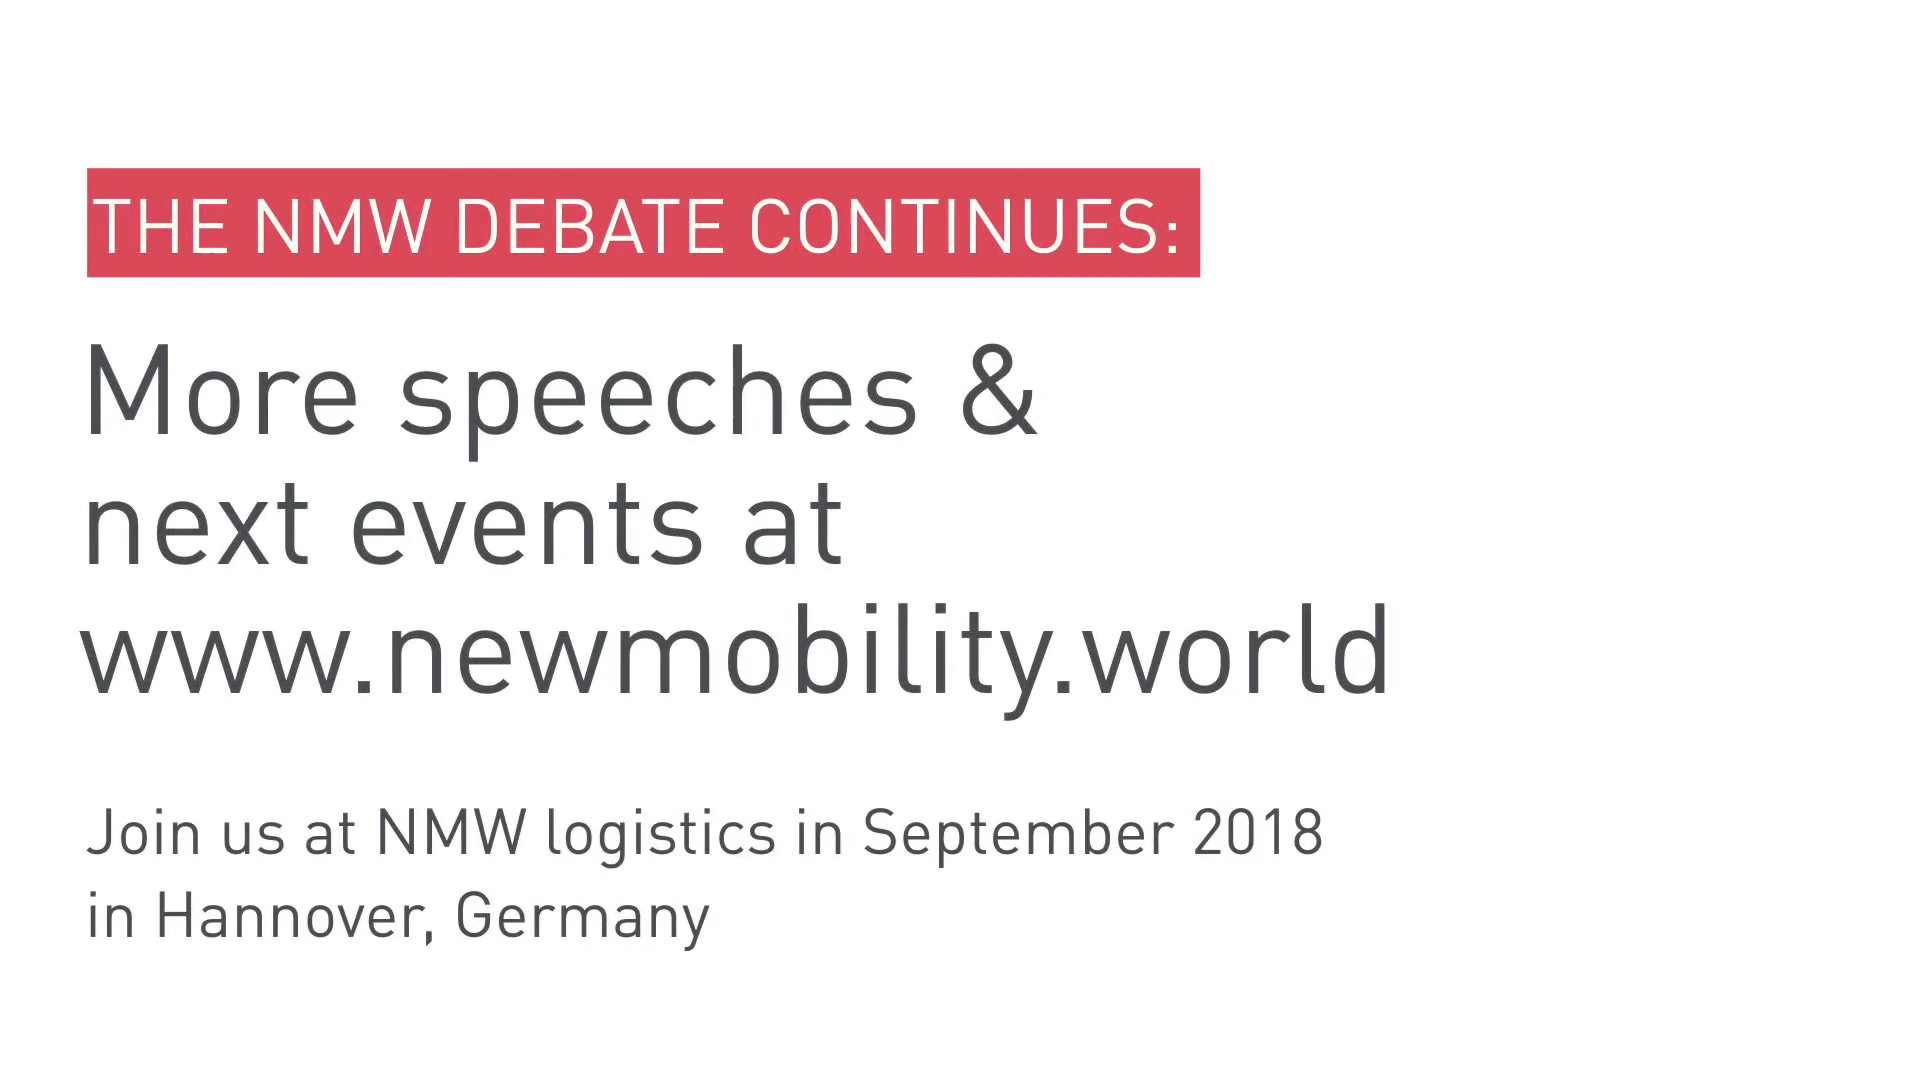 THE NMW DEBATE CONTINUES:
More speeches &
next events at
www.newmobility.world
Join us at NMW logistics in September 2018
in Hannover, Germany